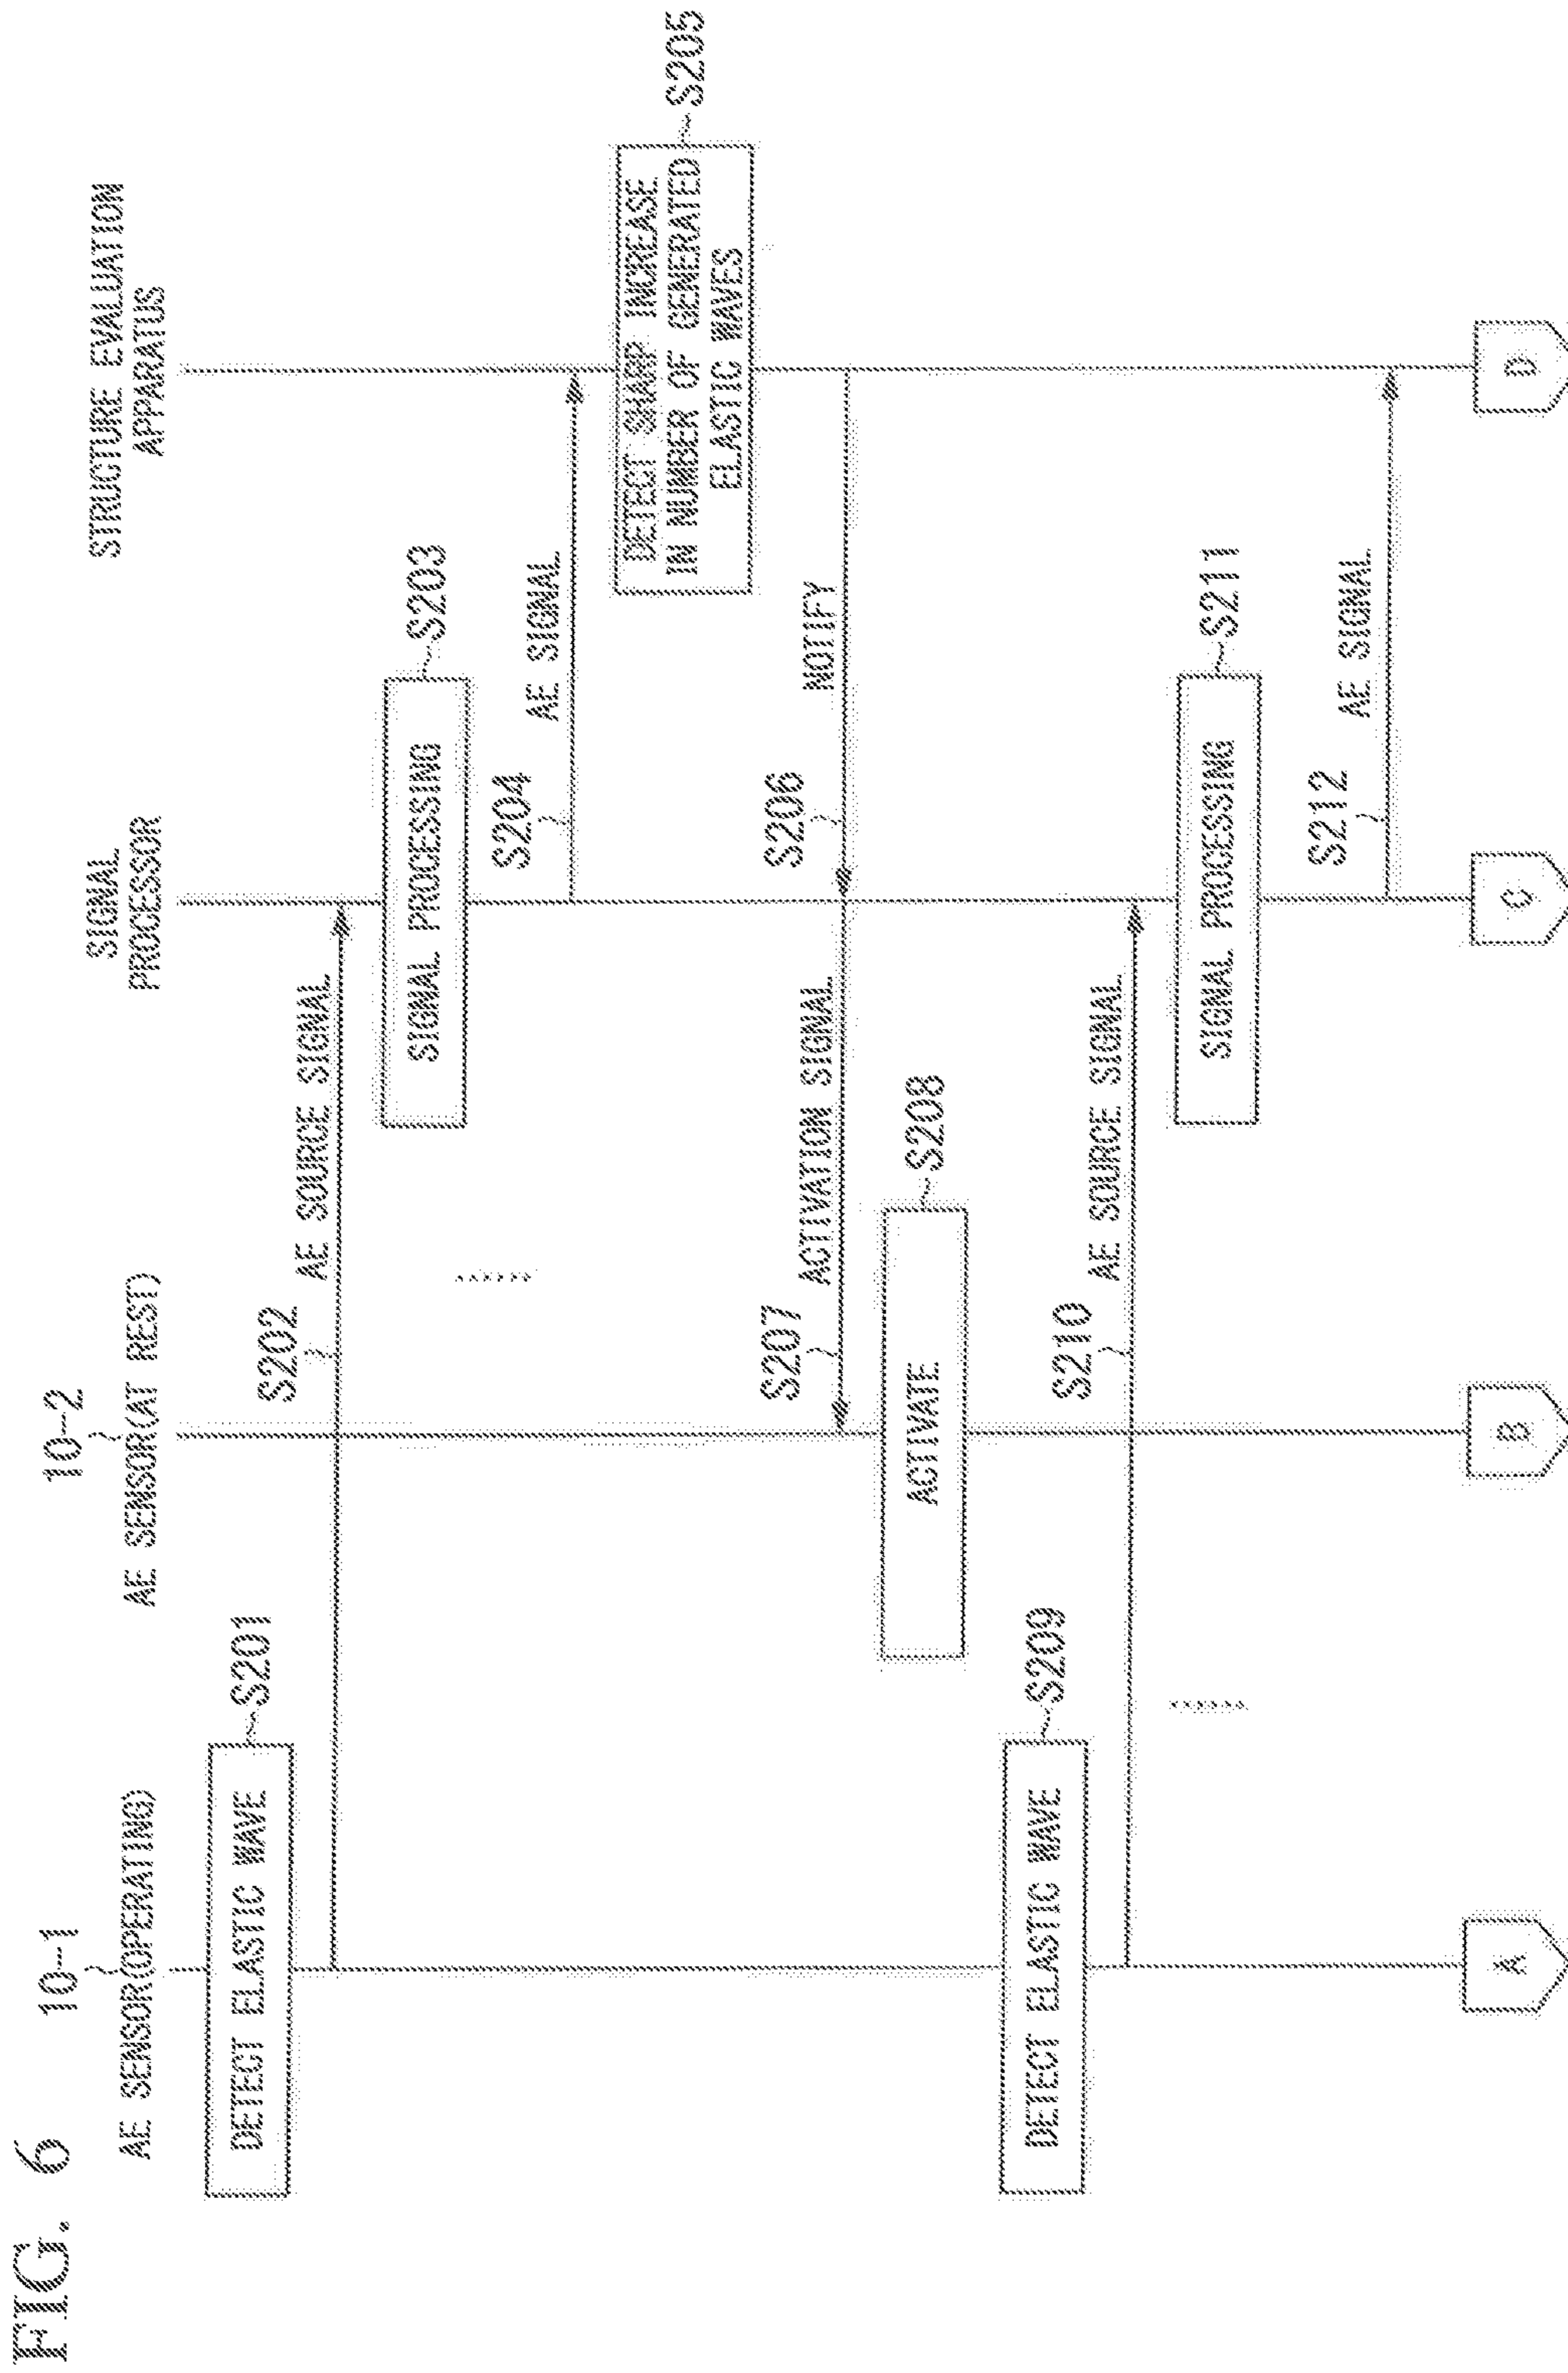 FIG. 6
10-1
AE SENSOR(OPERATING)
10-2
AE SENSOR(AT REST)
SIGNAL
PROCESSOR
STRUCTURE EVALUATION
APPARATUS
DETECT ELASTIC WAVE
S201
S202
AE SOURCE SIGNAL
SIGNAL PROCESSING
S203
S204
AE SIGNAL
DETECT SHARP INCREASE
IN NUMBER OF GENERATED
ELASTIC WAVES
S205
S206
NOTIFY
S207
ACTIVATION SIGNAL
ACTIVATE
S208
DETECT ELASTIC WAVE
S209
S210
AE SOURCE SIGNAL
SIGNAL PROCESSING
S211
S212
AE SIGNAL
A
B
C
D